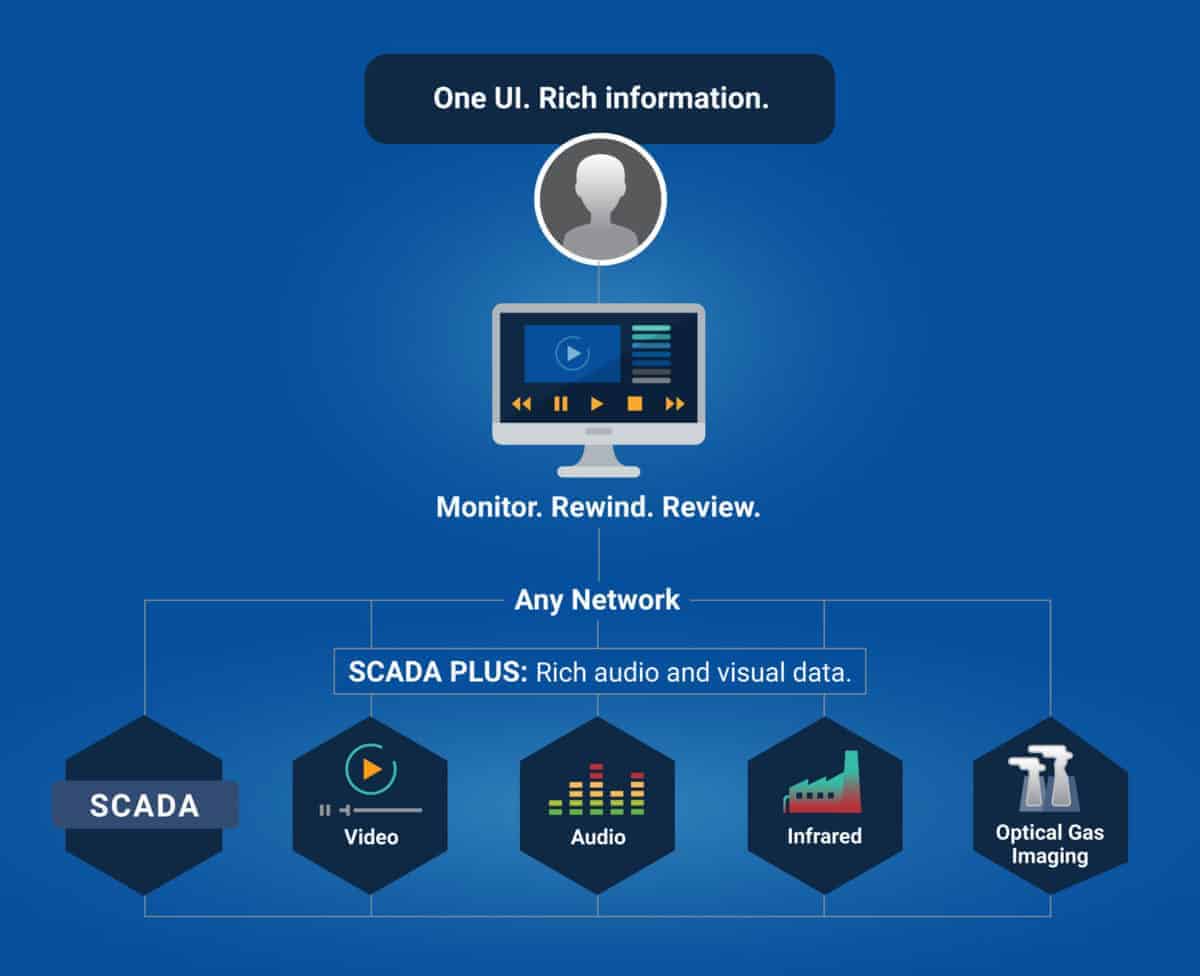 One UI. Rich information.
Monitor. Rewind. Review.
Any Network
SCADA PLUS: Rich audio and visual data.
SCADA
Video
Audio
Infrared
Optical Gas
Imaging